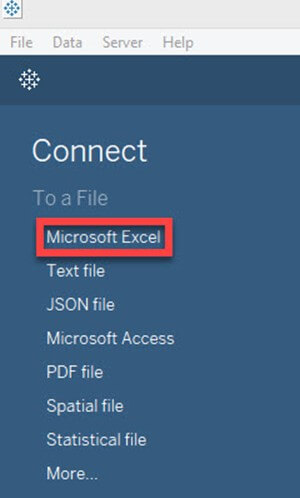 File Data Server Help
Connect
To a File
Microsoft Excel
Text file
JSON file
Microsoft Access
PDF file
Spatial file
Statistical file
More...